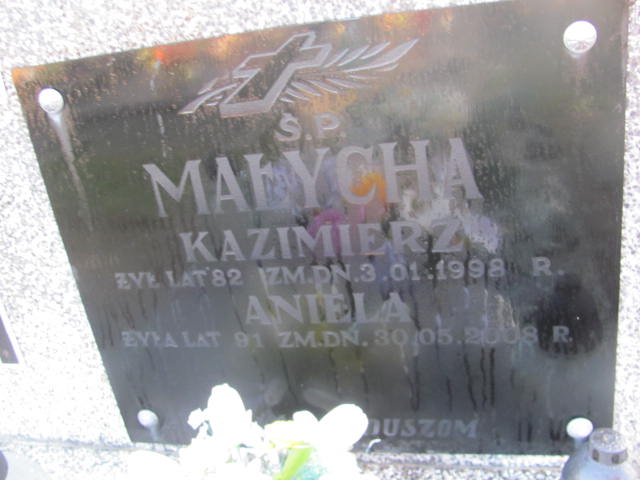 Ś.P.
MAŁYCHA
KAZIMIERZ
ŻYŁ LAT 82 ZM.DN.3.01.1998 R.
ANIELA
ŻYŁA LAT 91 ZM.DN. 30.05.2008 R.
DUSZOM